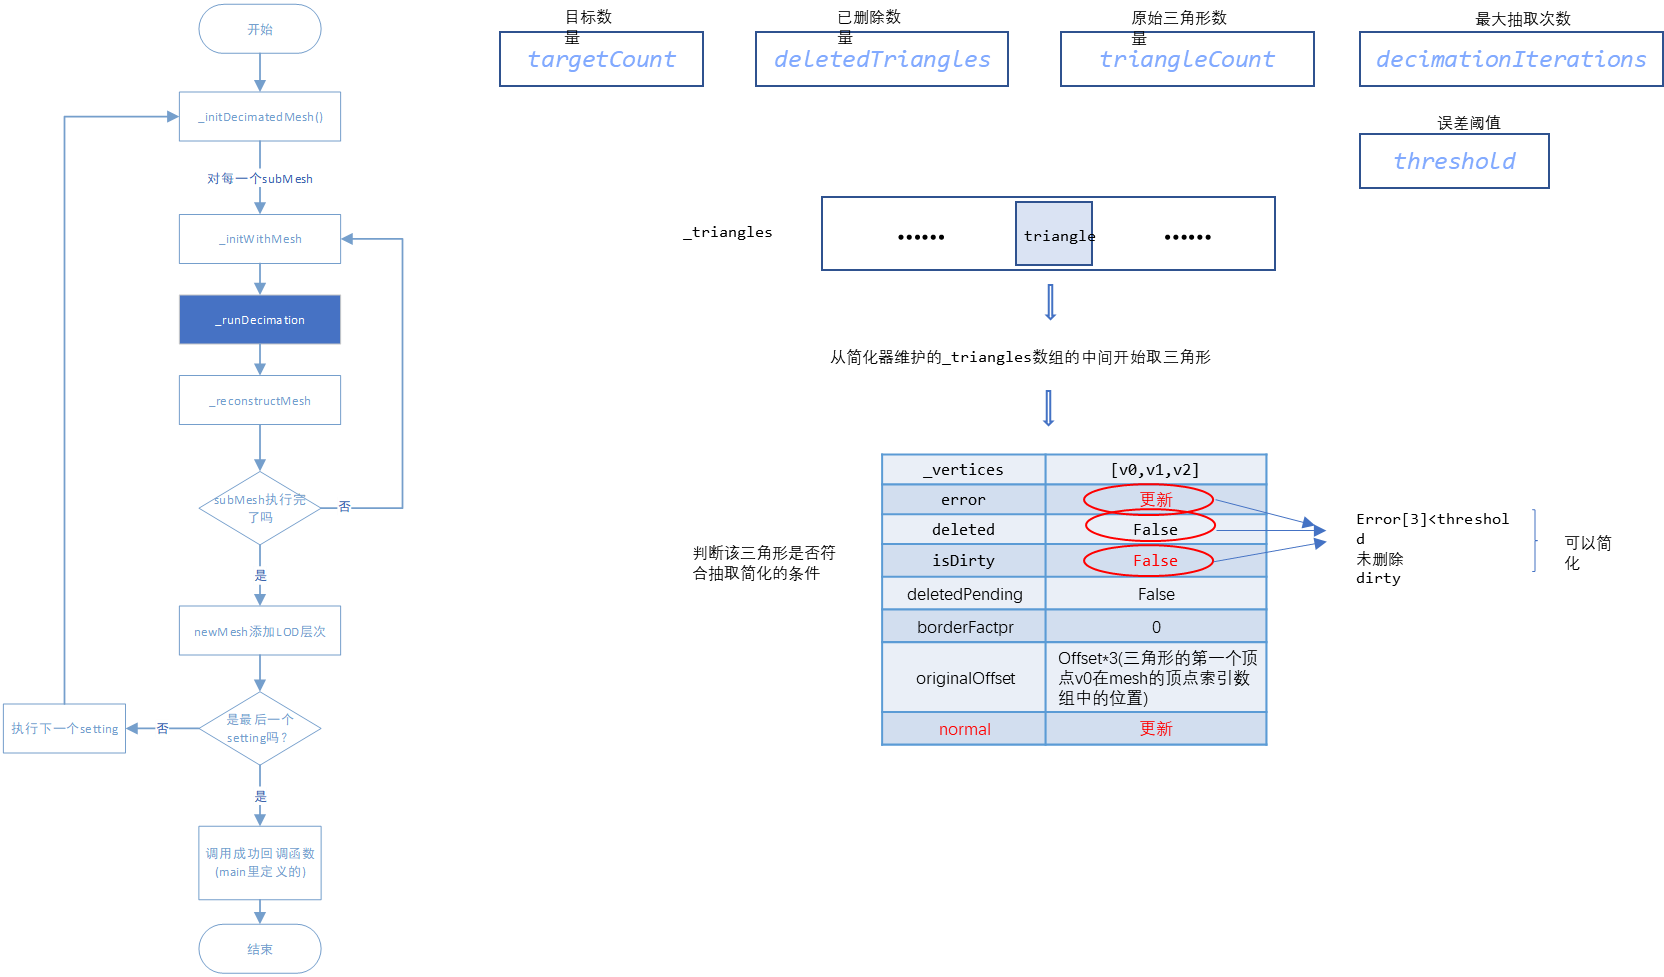 开始
_initDecimatedMesh()
对每一个subMesh
_initWithMesh
_runDecimation
_reconstructMesh
subMesh执行完
了吗
否
是
newMesh添加LOD层次
是最后一个
setting吗？
否
执行下一个setting
是
调用成功回调函数
(main里定义的)
结束
目标数
量
targetCount
已删除数
量
deletedTriangles
原始三角形数
量
triangleCount
最大抽取次数
decimationIterations
误差阈值
threshold
_triangles
······
triangle
······
从简化器维护的_triangles数组的中间开始取三角形
判断该三角形是否符
合抽取简化的条件
_vertices
[v0,v1,v2]
error
更新
deleted
False
isDirty
False
deletedPending
False
borderFactpr
0
originalOffset
Offset*3(三角形的第一个顶
点v0在mesh的顶点索引数
组中的位置)
normal
更新
Error[3]<threshol
d
未删除
dirty
可以简
化